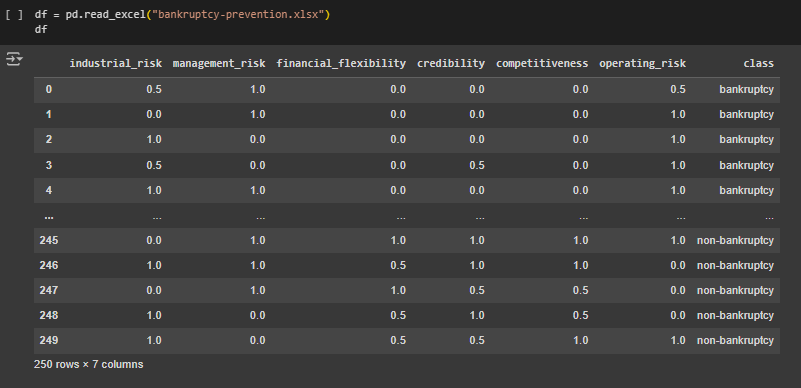 [ ] df = pd.read_excel("bankruptcy-prevention.xlsx")
df
industrial_risk management_risk financial_flexibility credibility competitiveness operating_risk class
0 0.5 1.0 0.0 0.0 0.0 0.5 bankruptcy
1 0.0 1.0 0.0 0.0 0.0 1.0 bankruptcy
2 1.0 0.0 0.0 0.0 0.0 1.0 bankruptcy
3 0.5 0.0 0.0 0.5 0.0 1.0 bankruptcy
4 1.0 1.0 0.0 0.0 0.0 1.0 bankruptcy
... ... ... ... ... ... ... ...
245 0.0 1.0 1.0 1.0 1.0 1.0 non-bankruptcy
246 1.0 1.0 0.5 1.0 1.0 0.0 non-bankruptcy
247 0.0 1.0 1.0 0.5 0.5 0.0 non-bankruptcy
248 1.0 0.0 0.5 1.0 0.5 0.0 non-bankruptcy
249 1.0 0.0 0.5 0.5 1.0 1.0 non-bankruptcy
250 rows × 7 columns